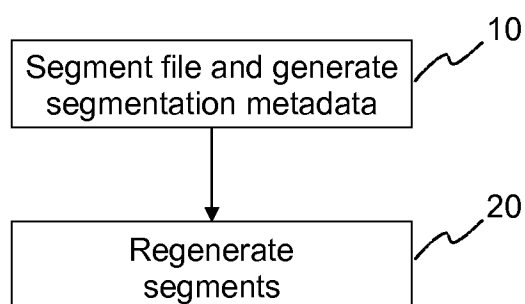 10
Segment file and generate
segmentation metadata
20
Regenerate
segments